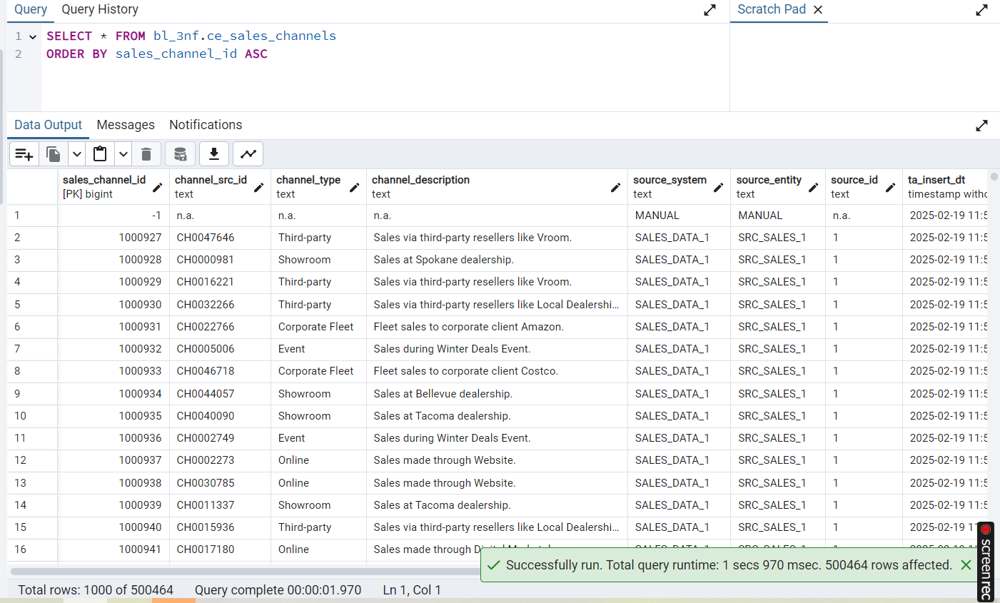 Query Query History Scratch Pad
1 SELECT * FROM bl_3nf.ce_sales_channels
2 ORDER BY sales_channel_id ASC
Data Output Messages Notifications
sales_channel_id channel_src_id channel_type channel_description source_system source_entity source_id ta_insert_dt
[PK] bigint text text text text text text timestamp witho
1 -1 n.a. n.a. n.a. MANUAL MANUAL n.a. 2025-02-19 11:5
2 1000927 CH0047646 Third-party Sales via third-party resellers like Vroom. SALES_DATA_1 SRC_SALES_1 1 2025-02-19 11:5
3 1000928 CH0000981 Showroom Sales at Spokane dealership. SALES_DATA_1 SRC_SALES_1 1 2025-02-19 11:5
4 1000929 CH0016221 Third-party Sales via third-party resellers like Vroom. SALES_DATA_1 SRC_SALES_1 1 2025-02-19 11:5
5 1000930 CH0032266 Third-party Sales via third-party resellers like Local Dealershi... SALES_DATA_1 SRC_SALES_1 1 2025-02-19 11:5
6 1000931 CH0022766 Corporate Fleet Fleet sales to corporate client Amazon. SALES_DATA_1 SRC_SALES_1 1 2025-02-19 11:5
7 1000932 CH0005006 Event Sales during Winter Deals Event. SALES_DATA_1 SRC_SALES_1 1 2025-02-19 11:5
8 1000933 CH0046718 Corporate Fleet Fleet sales to corporate client Costco. SALES_DATA_1 SRC_SALES_1 1 2025-02-19 11:5
9 1000934 CH0044057 Showroom Sales at Bellevue dealership. SALES_DATA_1 SRC_SALES_1 1 2025-02-19 11:5
10 1000935 CH0040090 Showroom Sales at Tacoma dealership. SALES_DATA_1 SRC_SALES_1 1 2025-02-19 11:5
11 1000936 CH0002749 Event Sales during Winter Deals Event. SALES_DATA_1 SRC_SALES_1 1 2025-02-19 11:5
12 1000937 CH0002273 Online Sales made through Website. SALES_DATA_1 SRC_SALES_1 1 2025-02-19 11:5
13 1000938 CH0030785 Online Sales made through Website. SALES_DATA_1 SRC_SALES_1 1 2025-02-19 11:5
14 1000939 CH0011337 Showroom Sales at Tacoma dealership. SALES_DATA_1 SRC_SALES_1 1 2025-02-19 11:5
15 1000940 CH0015936 Third-party Sales via third-party resellers like Local Dealershi... SALES_DATA_1 SRC_SALES_1 1 2025-02-19 11
16 1000941 CH0017180 Online Sales made through
Successfully run. Total query runtime: 1 secs 970 msec. 500464 rows affected.
Total rows: 1000 of 500464 Query complete 00:00:01.970 Ln 1, Col 1
screenrec